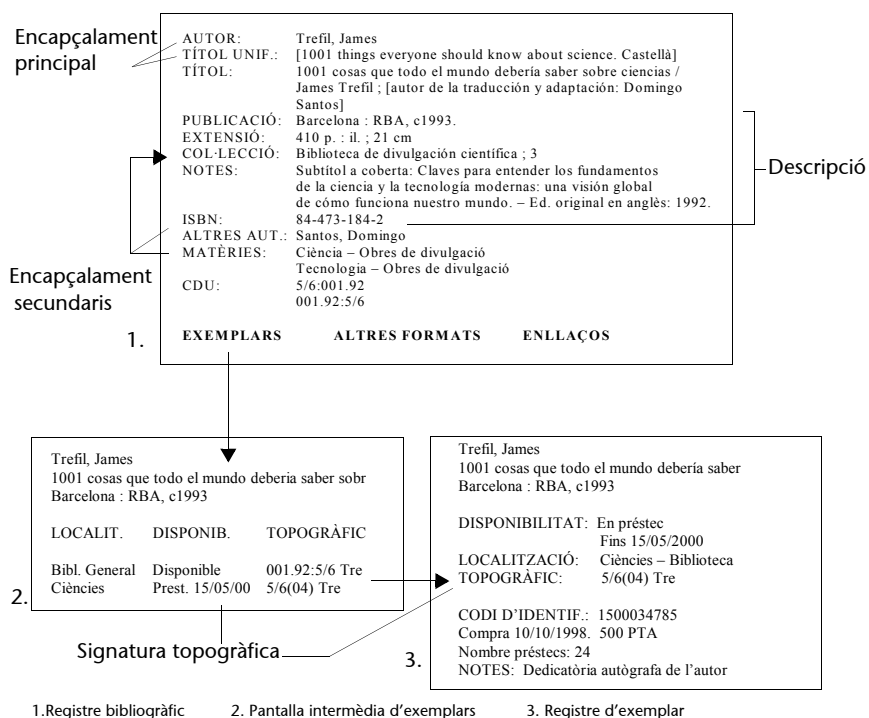 Encapçalament
principal
AUTOR: Trefil, James
TÍTOL UNIF.: [1001 things everyone should know about science. Castellà]
TÍTOL: 1001 cosas que todo el mundo debería saber sobre ciencias /
James Trefil ; [autor de la traducción y adaptación: Domingo
Santos]
PUBLICACIÓ: Barcelona : RBA, c1993.
EXTENSIÓ: 410 p. : il. ; 21 cm
COL·LECCIÓ: Biblioteca de divulgación científica ; 3
NOTES: Subtítol a coberta: Claves para entender los fundamentos
de la ciencia y la tecnología modernas: una visión global
de cómo funciona nuestro mundo. – Ed. original en anglès: 1992.
ISBN: 84-473-184-2
ALTRES AUT.: Santos, Domingo
MATÈRIES: Ciència – Obres de divulgació
Tecnologia – Obres de divulgació
CDU: 5/6:001.92
001.92:5/6
Descripció
Encapçalament
secundaris
1. EXEMPLARS ALTRES FORMATS ENLLAÇOS
Trefil, James
1001 cosas que todo el mundo deberia saber sobr
Barcelona : RBA, c1993
LOCALIT. DISPONIB. TOPOGRÀFIC
Bibl. General Disponible 001.92:5/6 Tre
Ciències Prest. 15/05/00 5/6(04) Tre
2.
Signatura topogràfica
Trefil, James
1001 cosas que todo el mundo debería saber
Barcelona : RBA, c1993
DISPONIBILITAT: En préstec
Fins 15/05/2000
LOCALITZACIÓ: Ciències – Biblioteca
TOPOGRÀFIC: 5/6(04) Tre
CODI D'IDENTIF.: 1500034785
Compra 10/10/1998. 500 PTA
Nombre préstecs: 24
NOTES: Dedicatòria autògrafa de l'autor
3.
1.Registre bibliogràfic 2. Pantalla intermèdia d'exemplars 3. Registre d'exemplar